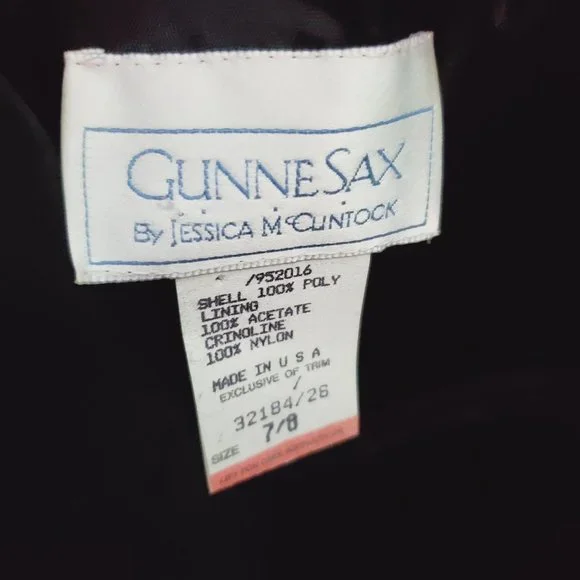 GUNNE SAX
BY JESSICA McCLINTOCK
/952016
SHELL 100% POLY
LINING
100% ACETATE
CRINOLINE
100% NYLON
MADE IN U S A
EXCLUSIVE OF TRIM
/
32184/26
SIZE 7/8